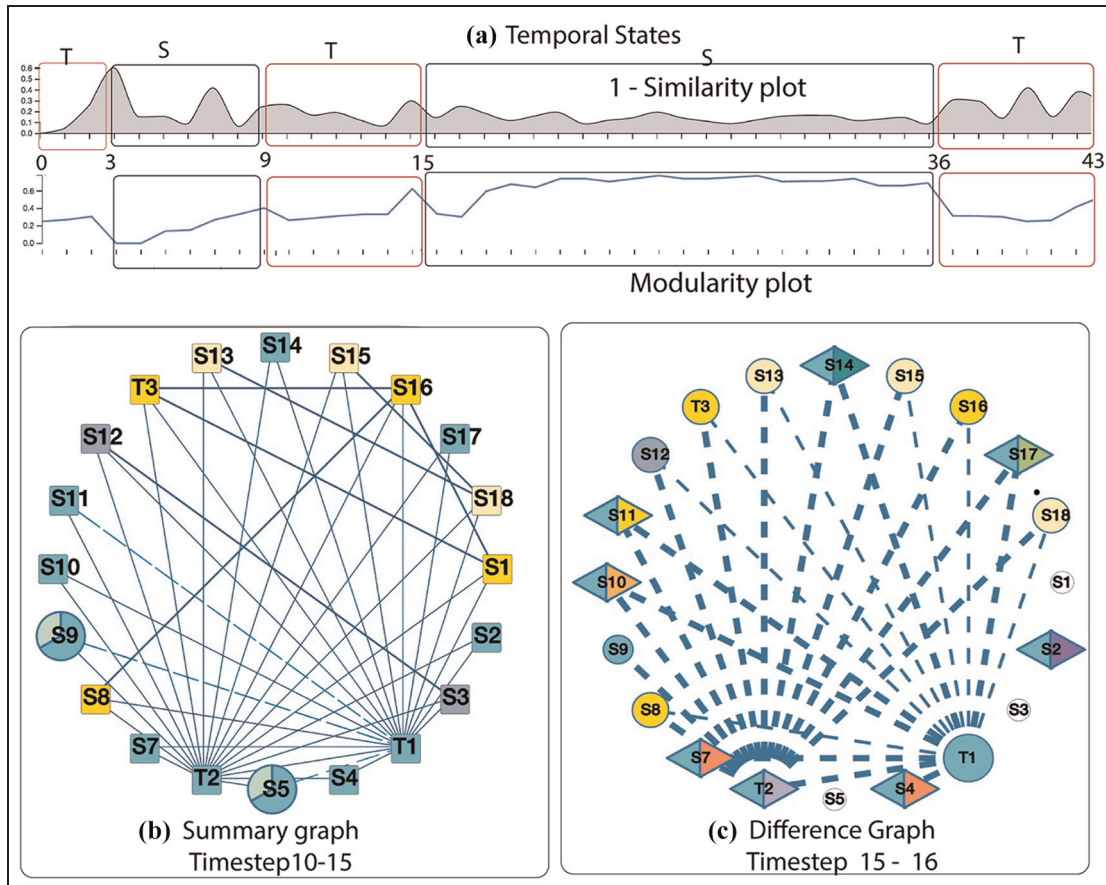 (a) Temporal States
T
S
T
S
T
0.6
0.5
0.4
0.3
0.2
0.1
0.0
1 - Similarity plot
0
3
9
15
36
43
0.6
0.4
0.2
0.0
Modularity plot
S14
S13
S15
T3
S16
S12
S17
S11
S18
S10
S1
S9
S2
S8
S3
S7
T1
T2
S5
S4
(b) Summary graph
Timestep10-15
S14
S13
S15
T3
S16
S12
S17
S11
S18
S10
S1
S9
S2
S8
S3
S7
T1
T2
S5
S4
(c) Difference Graph
Timestep 15 - 16